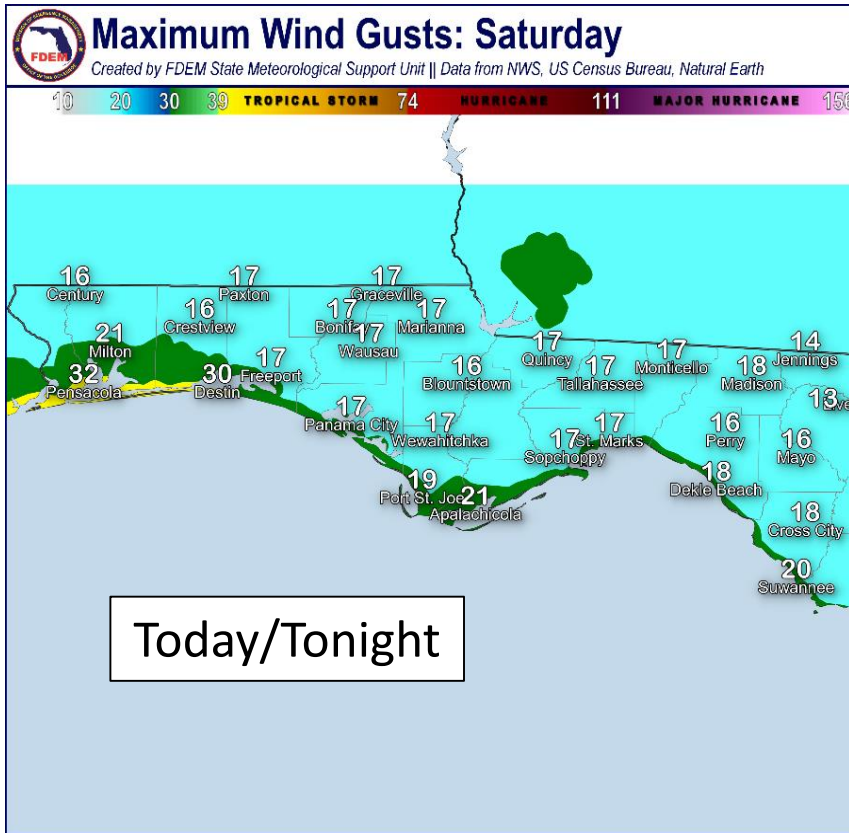 Maximum Wind Gusts: Saturday
Created by FDEM State Meteorological Support Unit || Data from NWS, US Census Bureau, Natural Earth
FDEM
10 20 30 39 TROPICAL STORM 74 HURRICANE 111 MAJOR HURRICANE 156
16
Century
17
Paxton
17
Graceville
16
Crestview
17
Bonifay
17
Marianna
17
Wausau
21
Milton
32
Pensacola
30
Destin
17
Freeport
16
Blountstown
17
Quincy
17
Tallahassee
17
Monticello
18
Madison
14
Jennings
13
Live
17
Panama City
17
Wewahitchka
17
Sopchoppy
17
St. Marks
16
Perry
16
Mayo
19
Port St. Joe
21
Apalachicola
18
Dekle Beach
18
Cross City
20
Suwannee
Today/Tonight